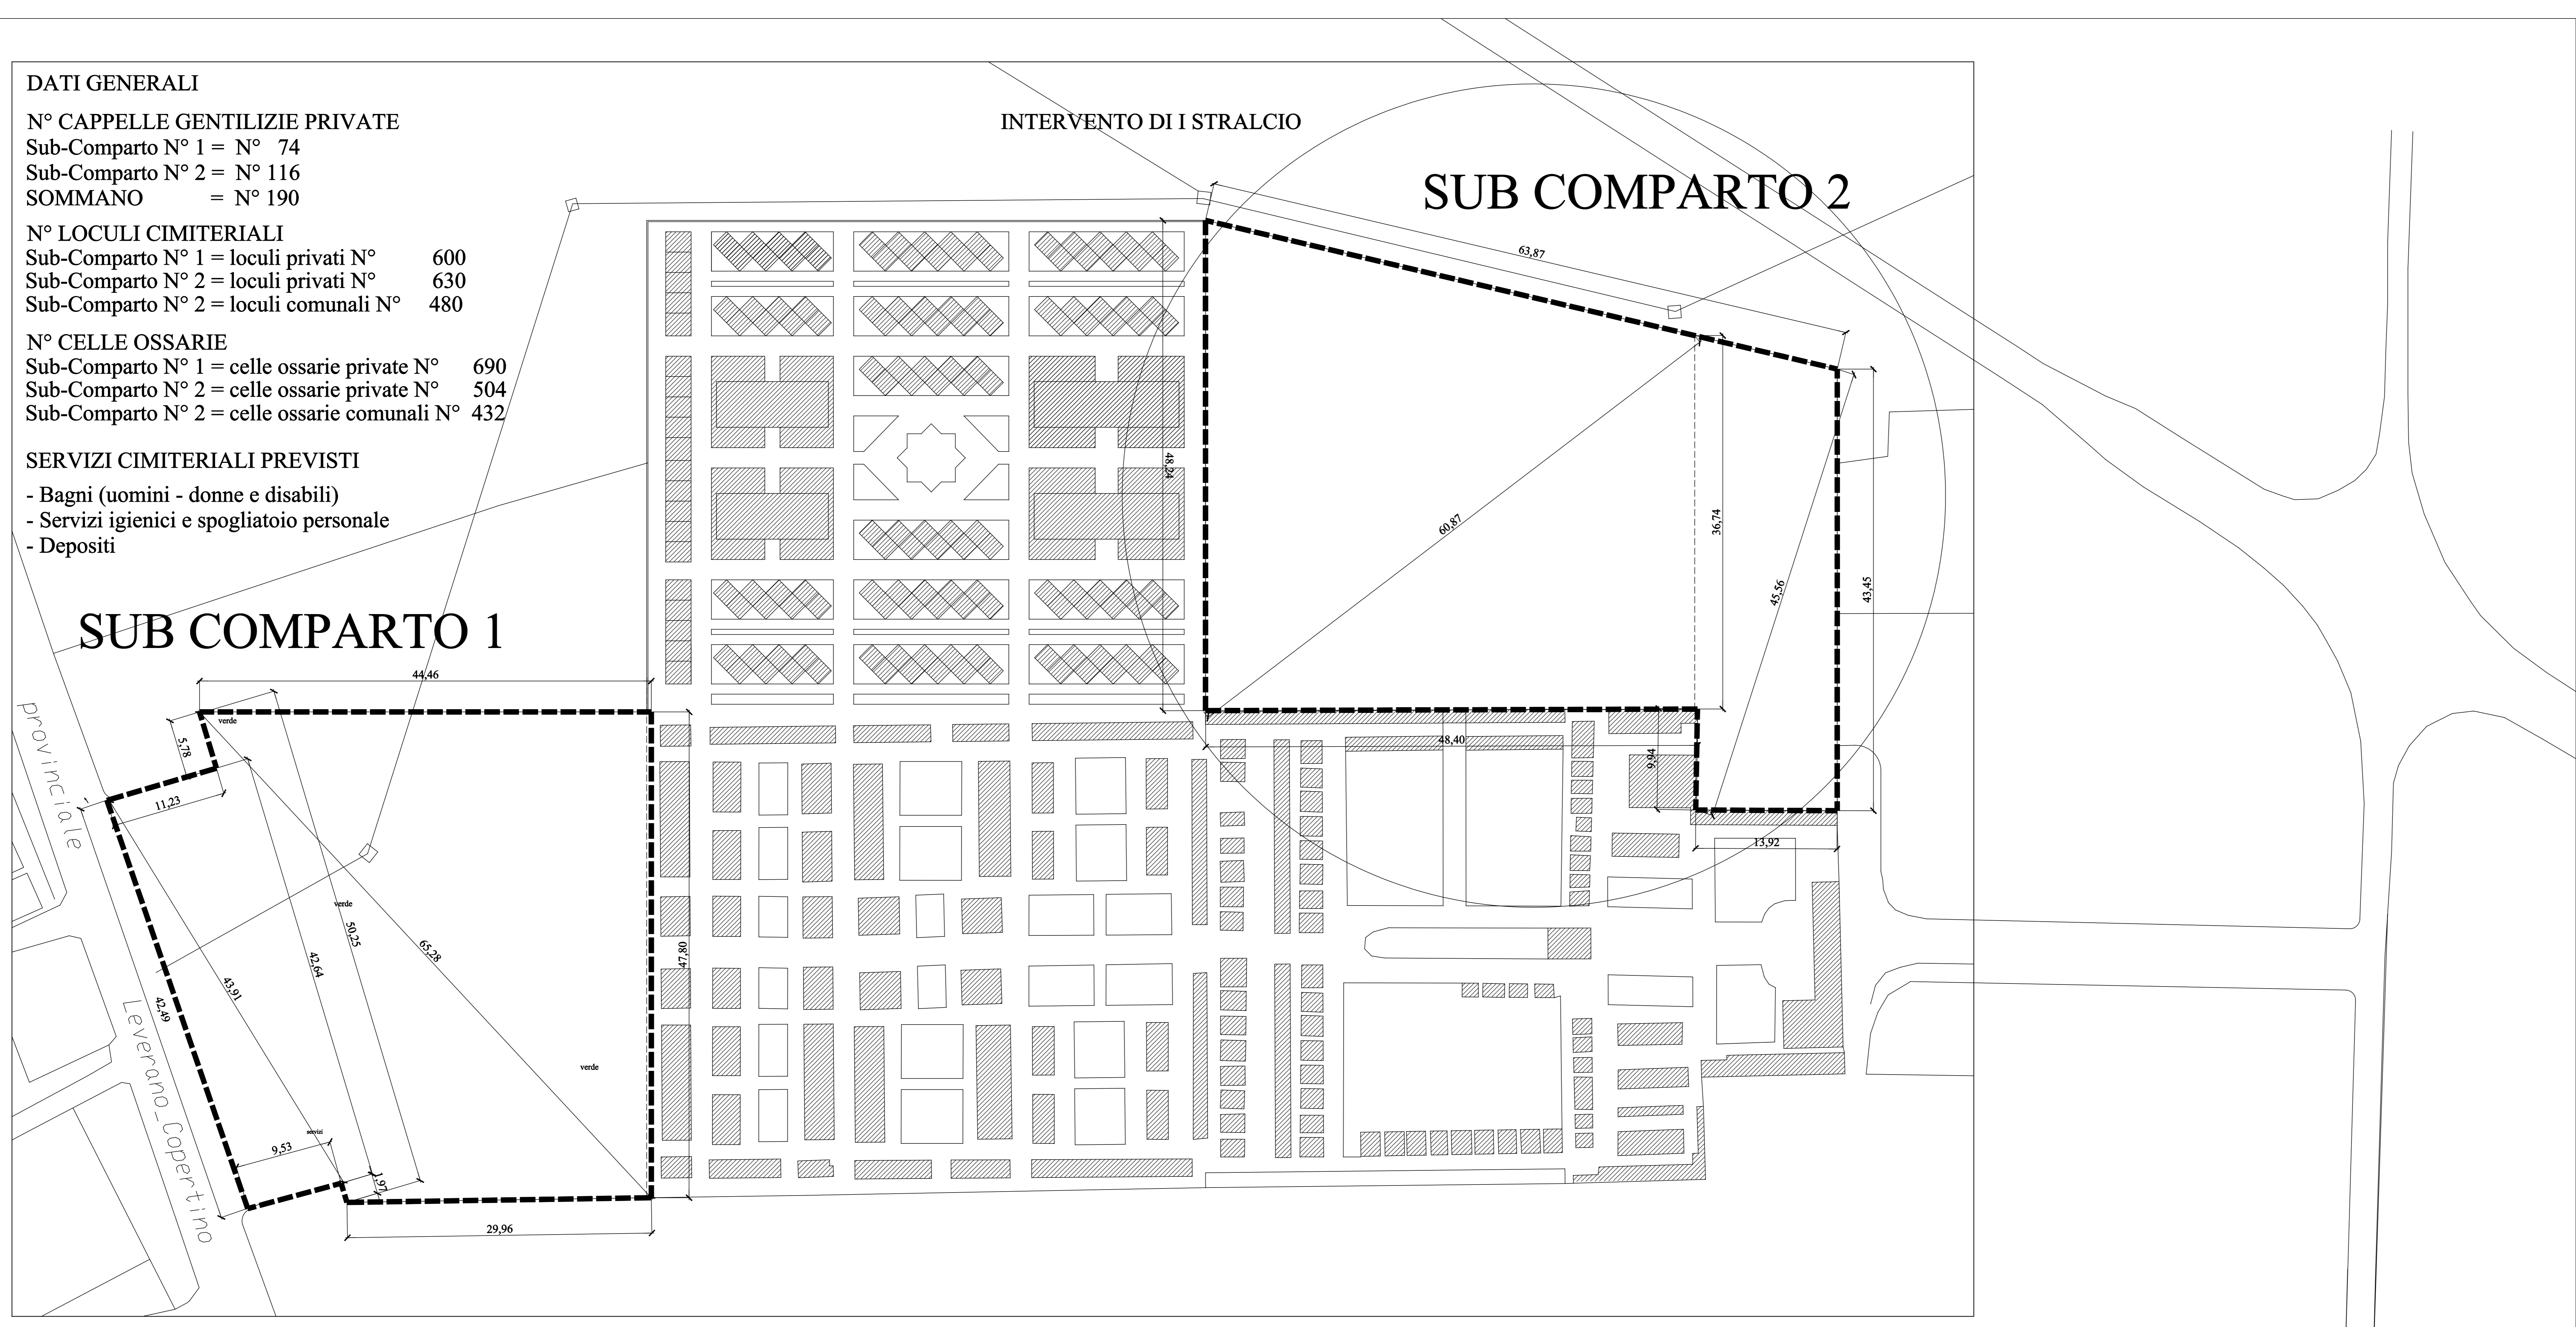 DATI GENERALI
N° CAPPELLE GENTILIZIE PRIVATE
Sub-Comparto N° 1 = N° 74
Sub-Comparto N° 2 = N° 116
SOMMANO = N° 190
N° LOCULI CIMITERIALI
Sub-Comparto N° 1 = loculi privati N° 600
Sub-Comparto N° 2 = loculi privati N° 630
Sub-Comparto N° 2 = loculi comunali N° 480
N° CELLE OSSARIE
Sub-Comparto N° 1 = celle ossarie private N° 690
Sub-Comparto N° 2 = celle ossarie private N° 504
Sub-Comparto N° 2 = celle ossarie comunali N° 432
SERVIZI CIMITERIALI PREVISTI
- Bagni (uomini - donne e disabili)
- Servizi igienici e spogliatoio personale
- Depositi
INTERVENTO DI I STRALCIO
SUB COMPARTO 2
63,87
48,24
60,87
36,74
45,56
43,45
48,40
9,94
13,92
SUB COMPARTO 1
44,46
verde
5,78
11,23
provinciale
verde
50,25
65,28
42,64
43,91
42,49
47,80
Leverano_Copertino
verde
servizi
9,53
1,97
29,96